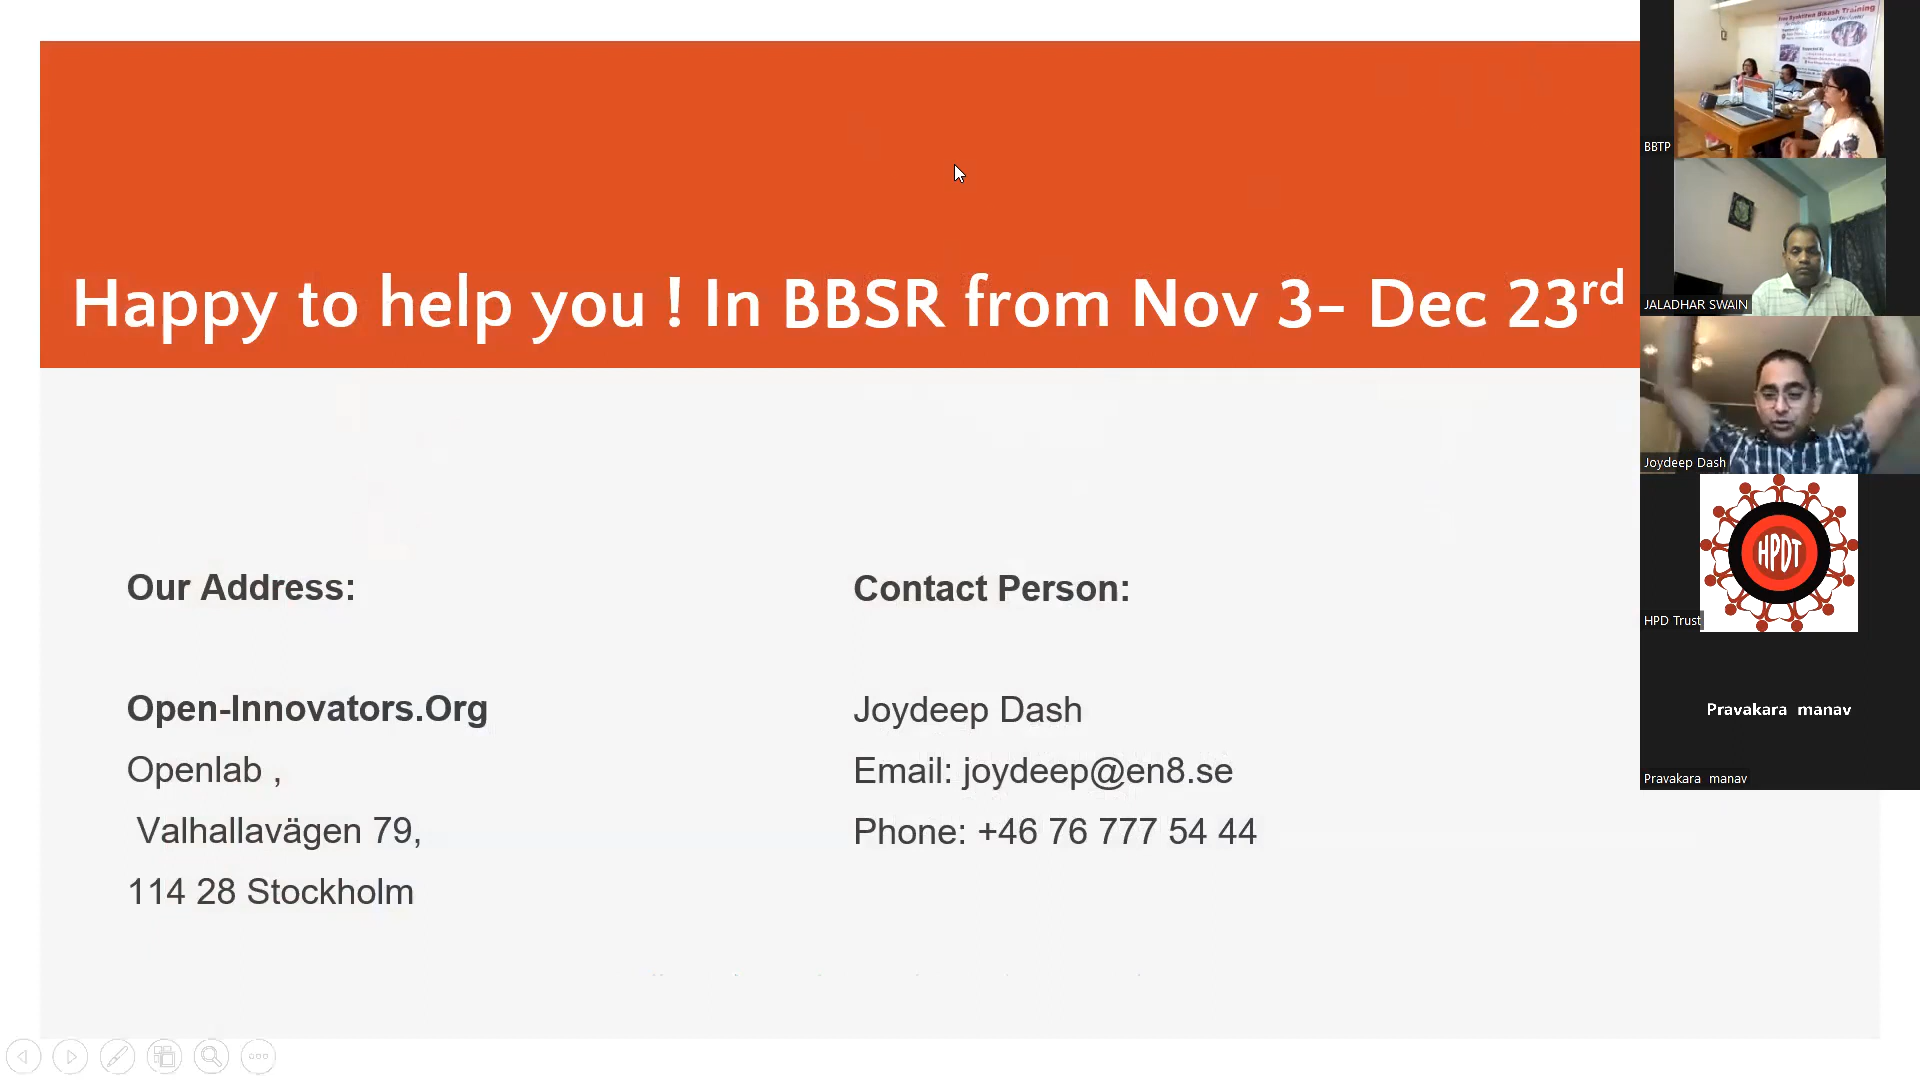 Happy to help you ! In BBSR from Nov 3– Dec 23rd
Our Address:
Open-Innovators.Org
Openlab ,
Valhallavägen 79,
114 28 Stockholm
Contact Person:
Joydeep Dash
Email: joydeep@en8.se
Phone: +46 76 777 54 44
Bikash Training
BBTP
JALADHAR SWAIN
Joydeep Dash
HPDT
HPD Trust
Pravakara manav
Pravakara manav